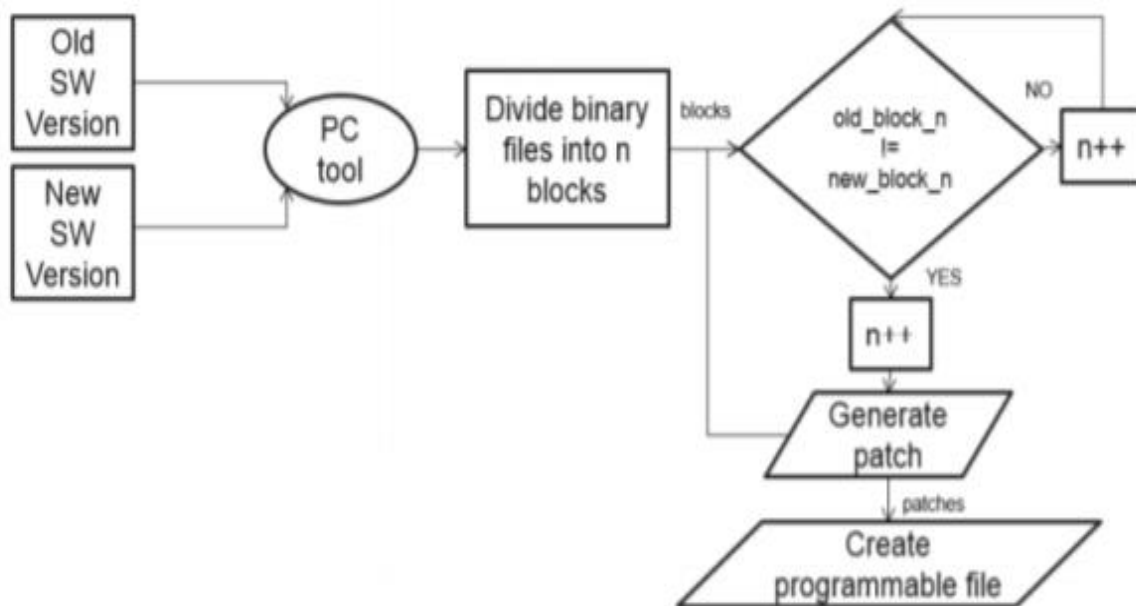 Old
SW
Version
New
SW
Version
PC
tool
Divide binary
files into n
blocks
blocks
old_block_n
!=
new_block_n
NO
n++
YES
n++
Generate
patch
patches
Create
programmable file